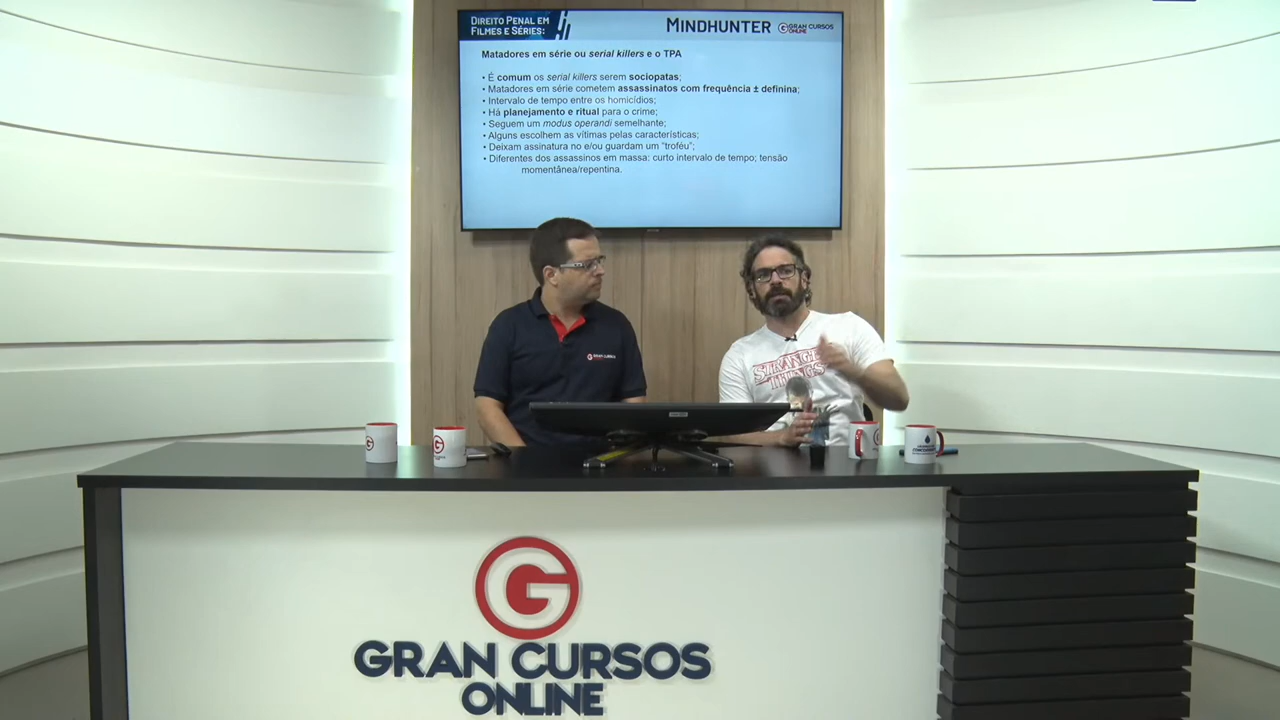 DIREITO PENAL EM
FILMES E SÉRIES:
MINDHUNTER
GRAN CURSOS
ONLINE
Matadores em série ou serial killers e o TPA
• É comum os serial killers serem sociopatas;
• Matadores em série cometem assassinatos com frequência ± definina;
• Intervalo de tempo entre os homicídios;
• Há planejamento e ritual para o crime;
• Seguem um modus operandi semelhante;
• Alguns escolhem as vítimas pelas características;
• Deixam assinatura no e/ou guardam um “troféu”;
• Diferentes dos assassinos em massa: curto intervalo de tempo; tensão
momentânea/repentina.
GRAN CURSOS
STRANGER
THINGS
G
GRAN CURSOS
ONLINE